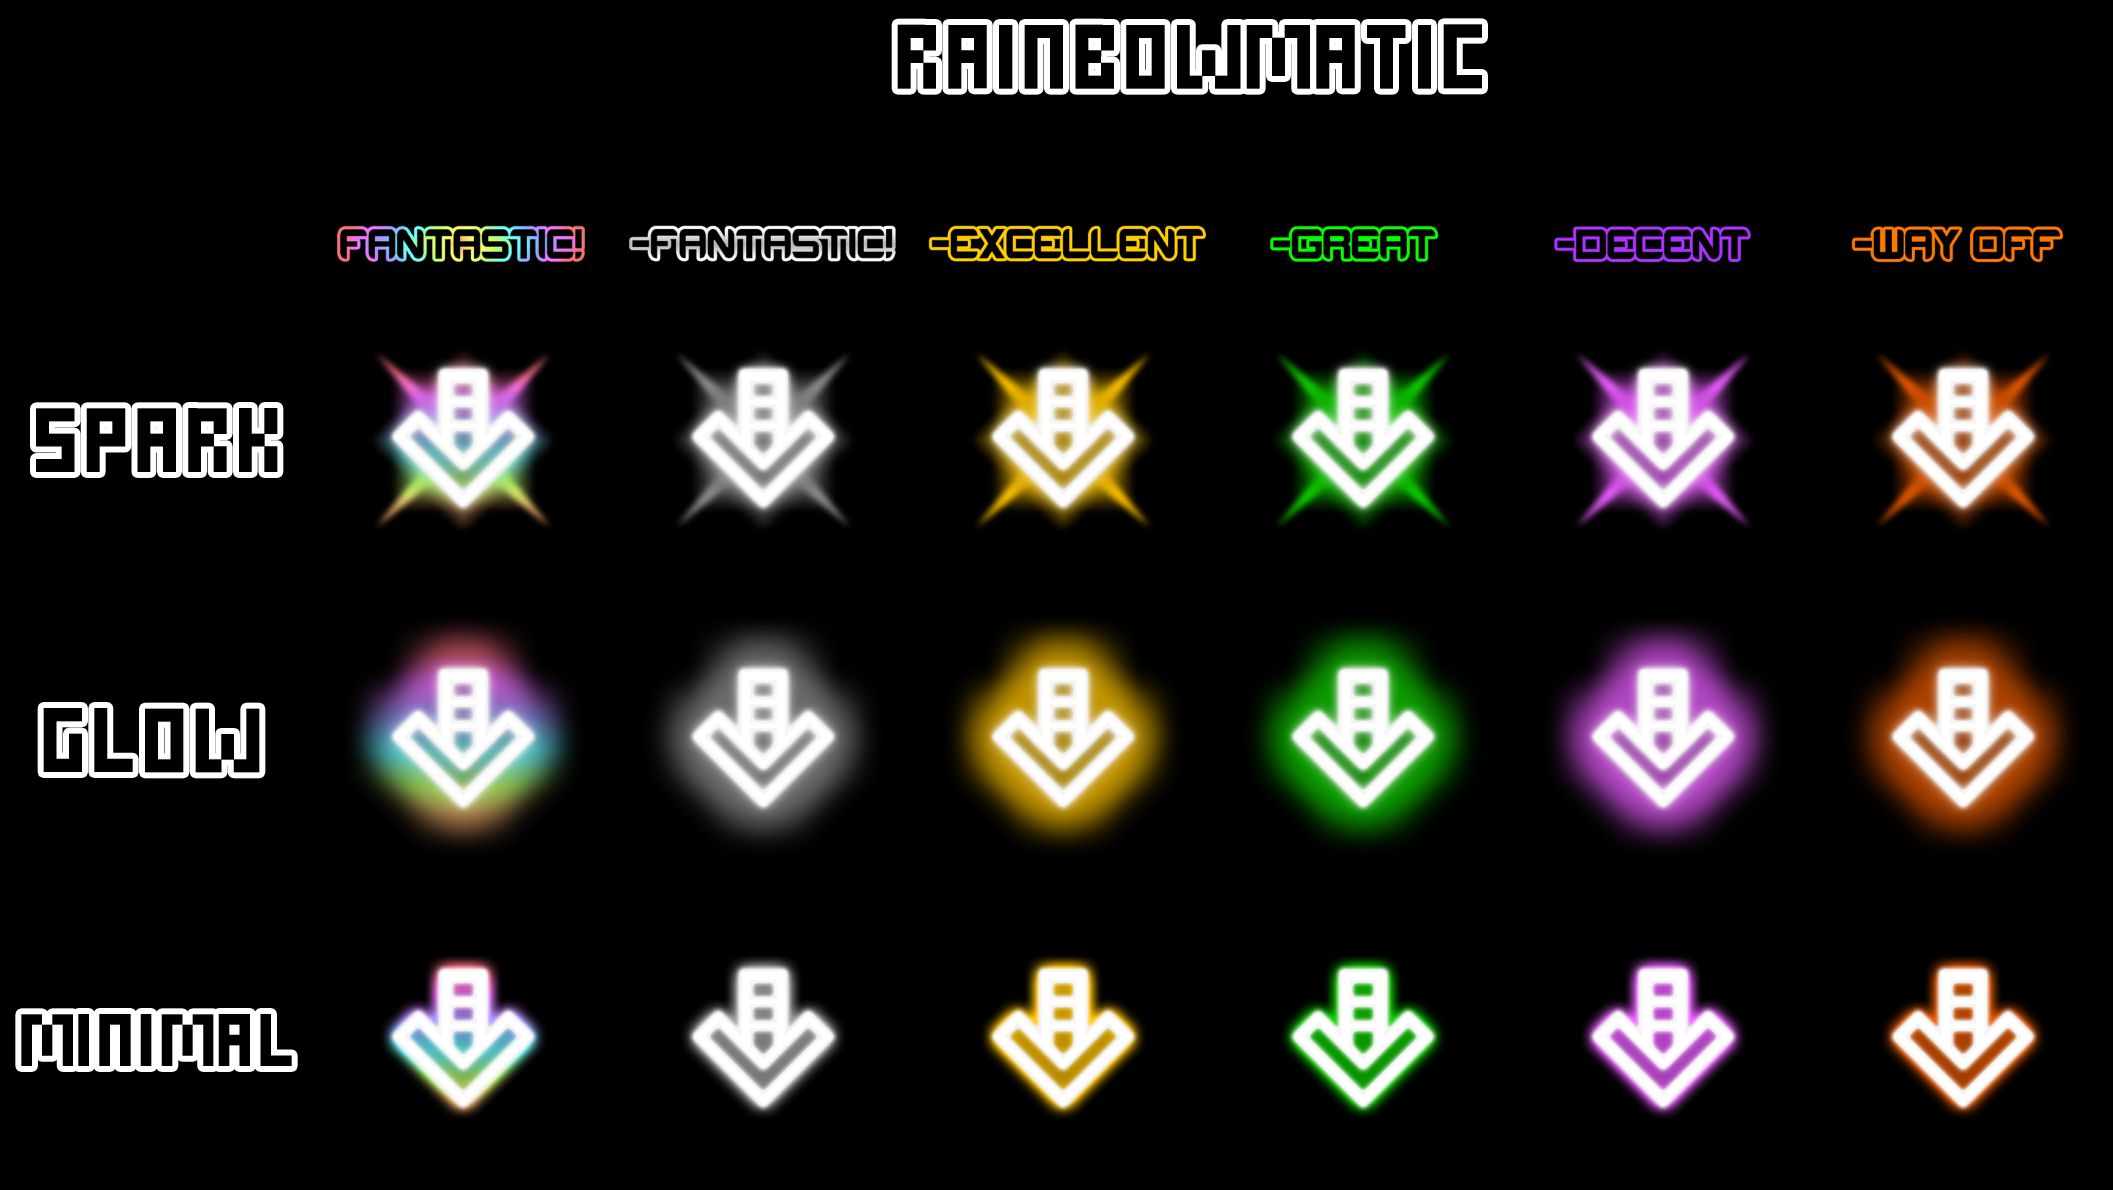 RAINBOWMATIC
FANTASTIC! -FANTASTIC! -EXCELLENT -GREAT -DECENT -WAY OFF
SPARK
GLOW
MINIMAL